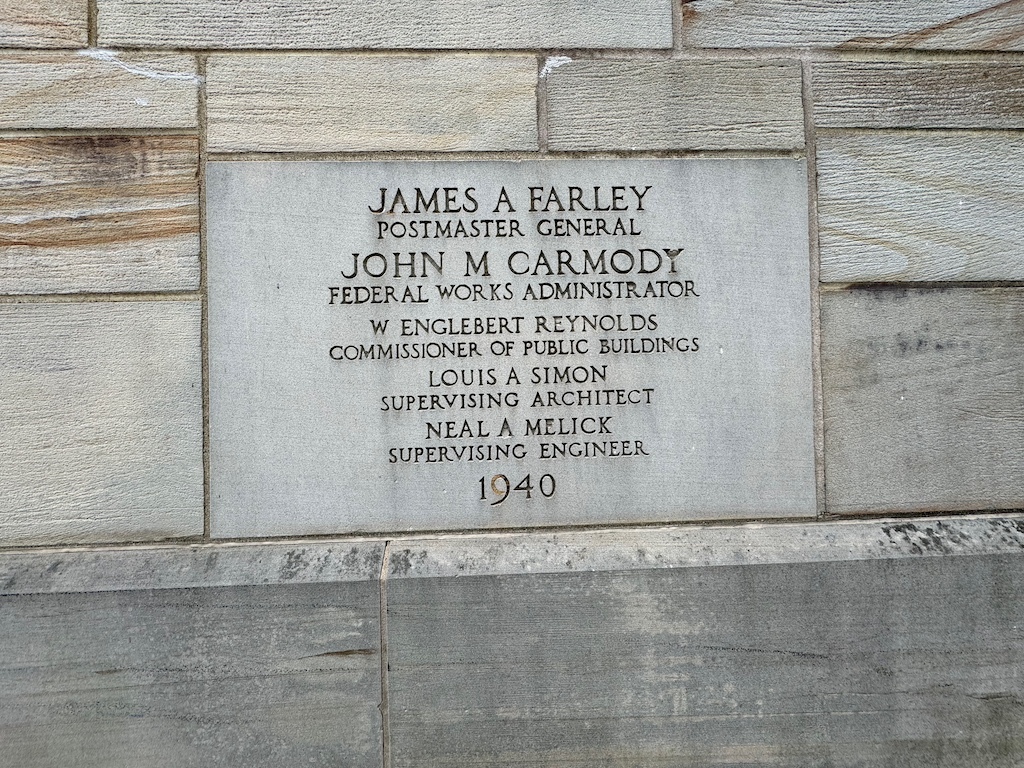 JAMES A FARLEY
POSTMASTER GENERAL
JOHN M CARMODY
FEDERAL WORKS ADMINISTRATOR
W ENGLEBERT REYNOLDS
COMMISSIONER OF PUBLIC BUILDINGS
LOUIS A SIMON
SUPERVISING ARCHITECT
NEAL A MELICK
SUPERVISING ENGINEER
1940